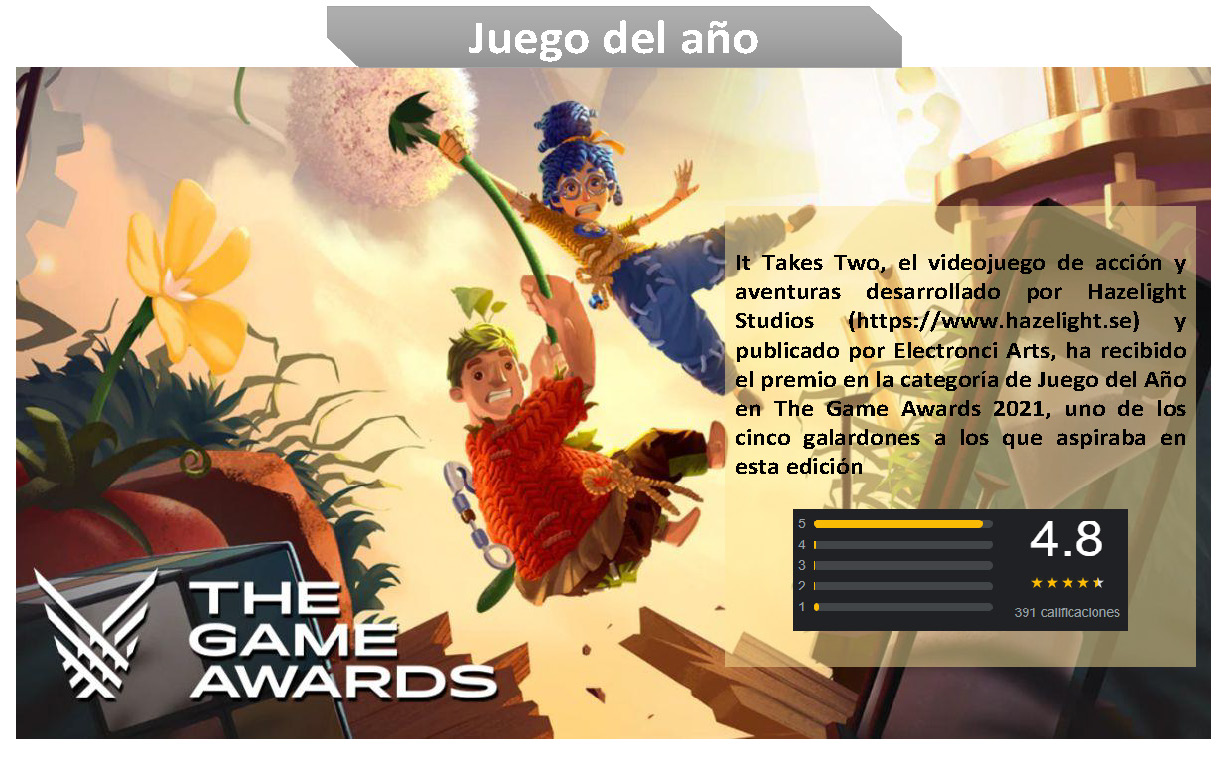 Juego del año
It Takes Two, el videojuego de acción y
aventuras desarrollado por Hazelight
Studios (https://www.hazelight.se) y
publicado por Electronci Arts, ha recibido
el premio en la categoría de Juego del Año
en The Game Awards 2021, uno de los
cinco galardones a los que aspiraba en
esta edición
5
4
3
2
1
4.8
391 calificaciones
THE
GAME
AWARDS